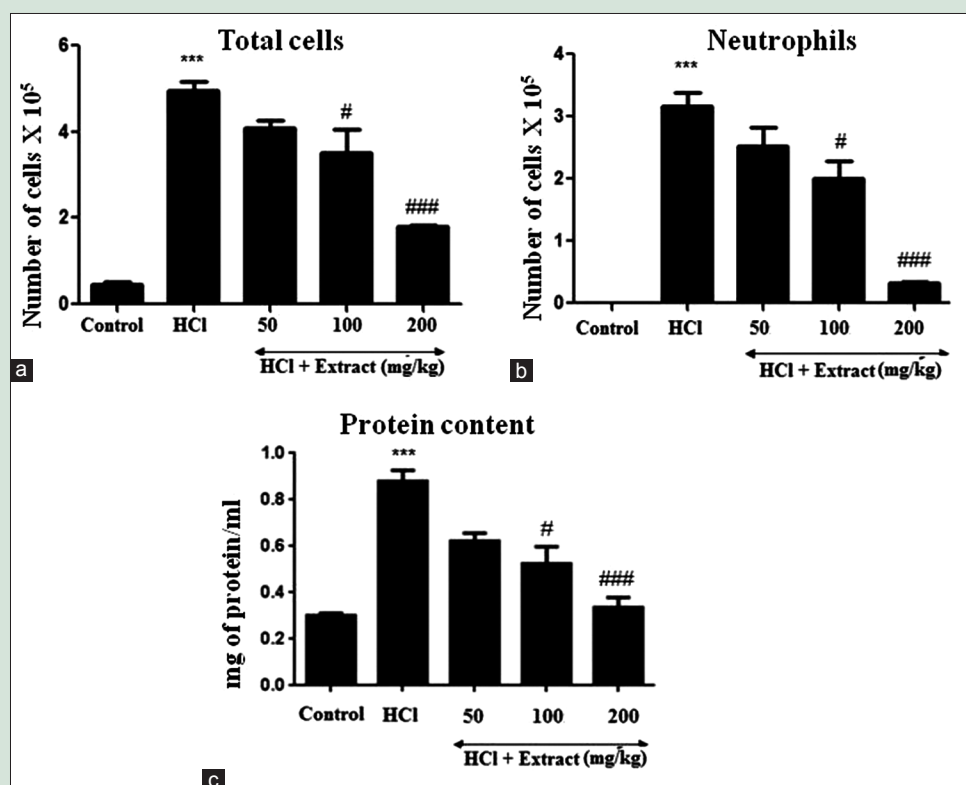 Total cells
6
4
2
0
Number of cells X 10⁵
***
#
###
Control HCl 50 100 200
HCl + Extract (mg/kg)
a
Neutrophils
4
3
2
1
0
Number of cells X 10⁵
***
#
###
Control HCl 50 100 200
HCl + Extract (mg/kg)
b
Protein content
1.0
0.8
0.6
0.4
0.2
0.0
mg of protein/ml
***
#
###
Control HCl 50 100 200
HCl + Extract (mg/kg)
c